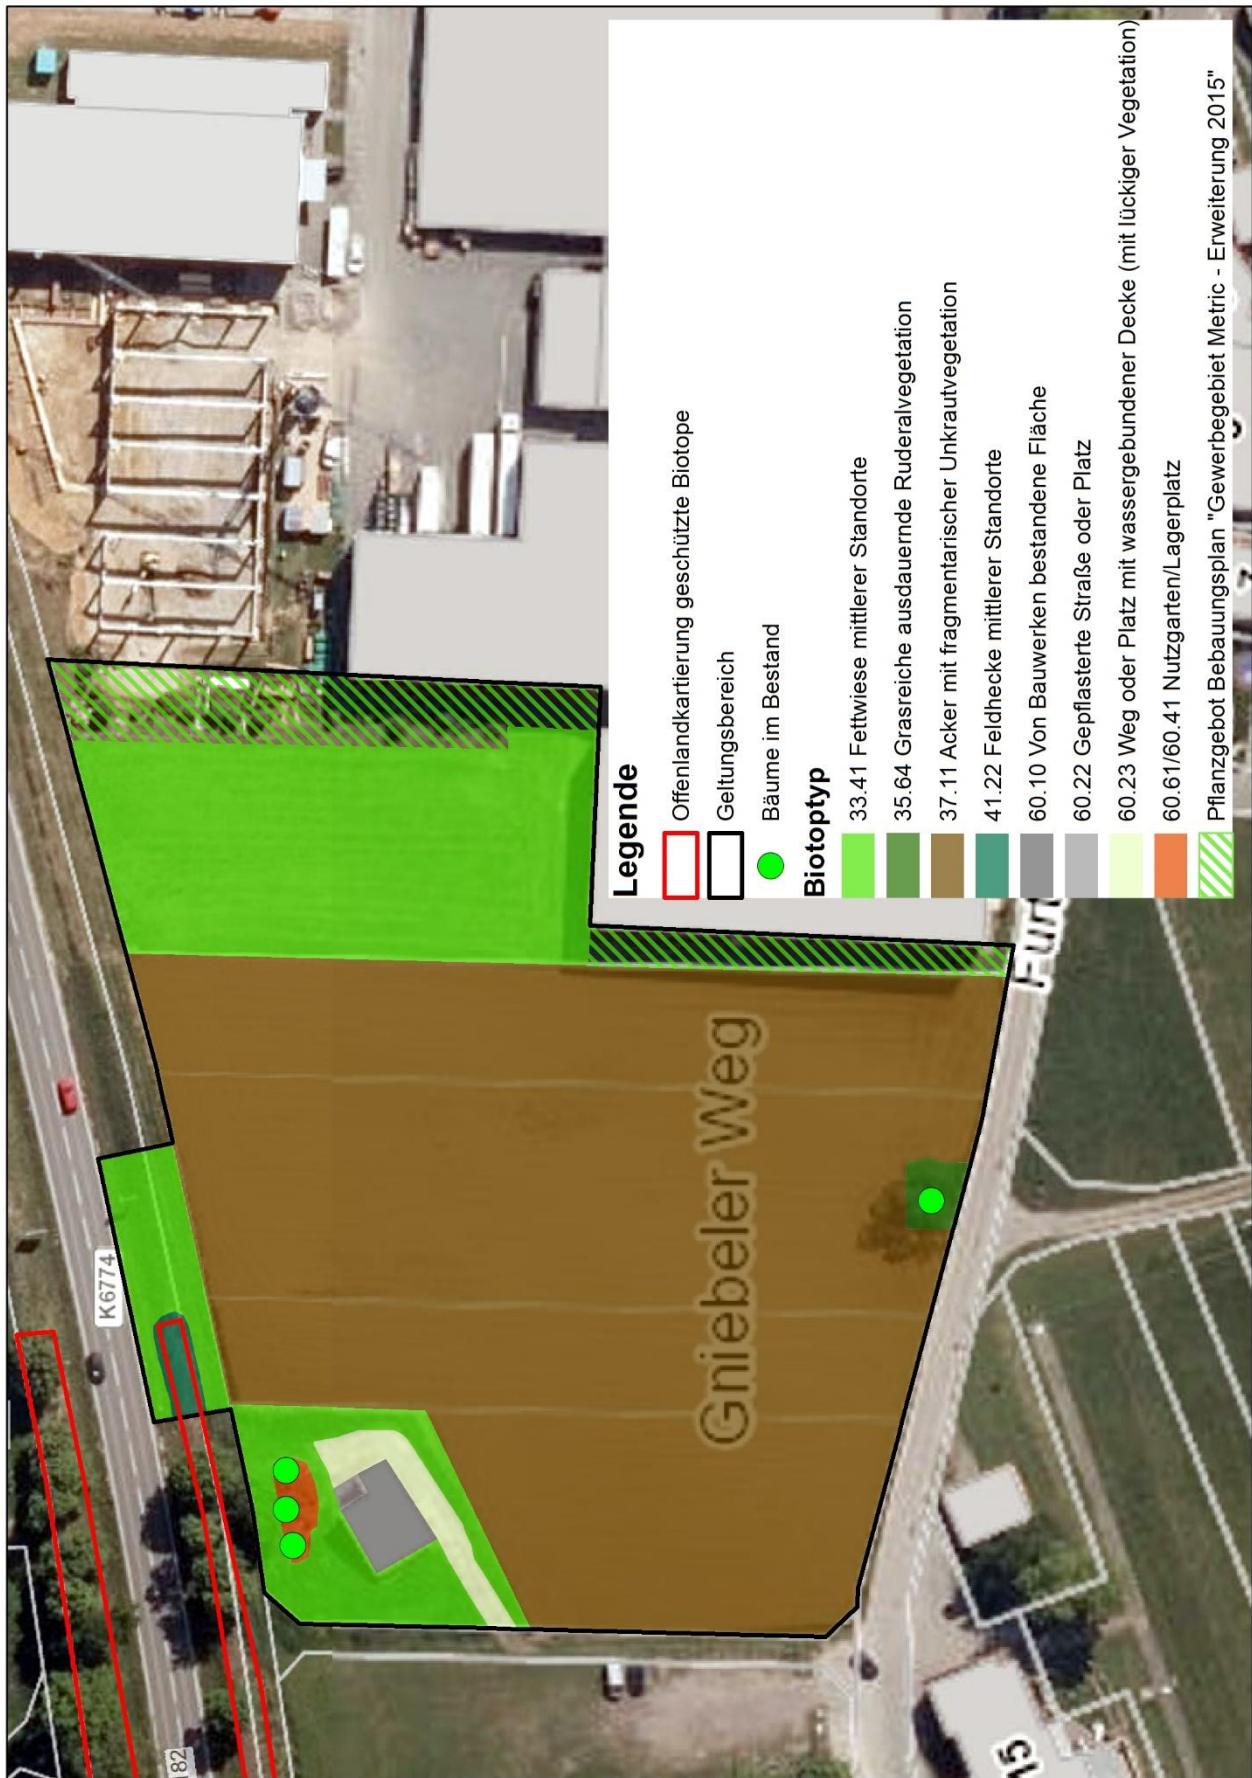 K6774
182
Gniebeler Weg
Furt
15
Legende
Offenlandkartierung geschützte Biotope
Geltungsbereich
Bäume im Bestand
Biotoptyp
33.41 Fettwiese mittlerer Standorte
35.64 Grasreiche ausdauernde Ruderalvegetation
37.11 Acker mit fragmentarischer Unkrautvegetation
41.22 Feldhecke mittlerer Standorte
60.10 Von Bauwerken bestandene Fläche
60.22 Gepflasterte Straße oder Platz
60.23 Weg oder Platz mit wassergebundener Decke (mit lückiger Vegetation)
60.61/60.41 Nutzgarten/Lagerplatz
Pflanzgebot Bebauungsplan "Gewerbegebiet Metric - Erweiterung 2015"